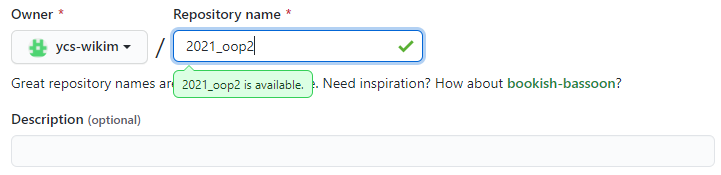 Owner * Repository name *
ycs-wikim / 2021_oop2
Great repository names are e. Need inspiration? How about bookish-bassoon?
2021_oop2 is available.
Description (optional)